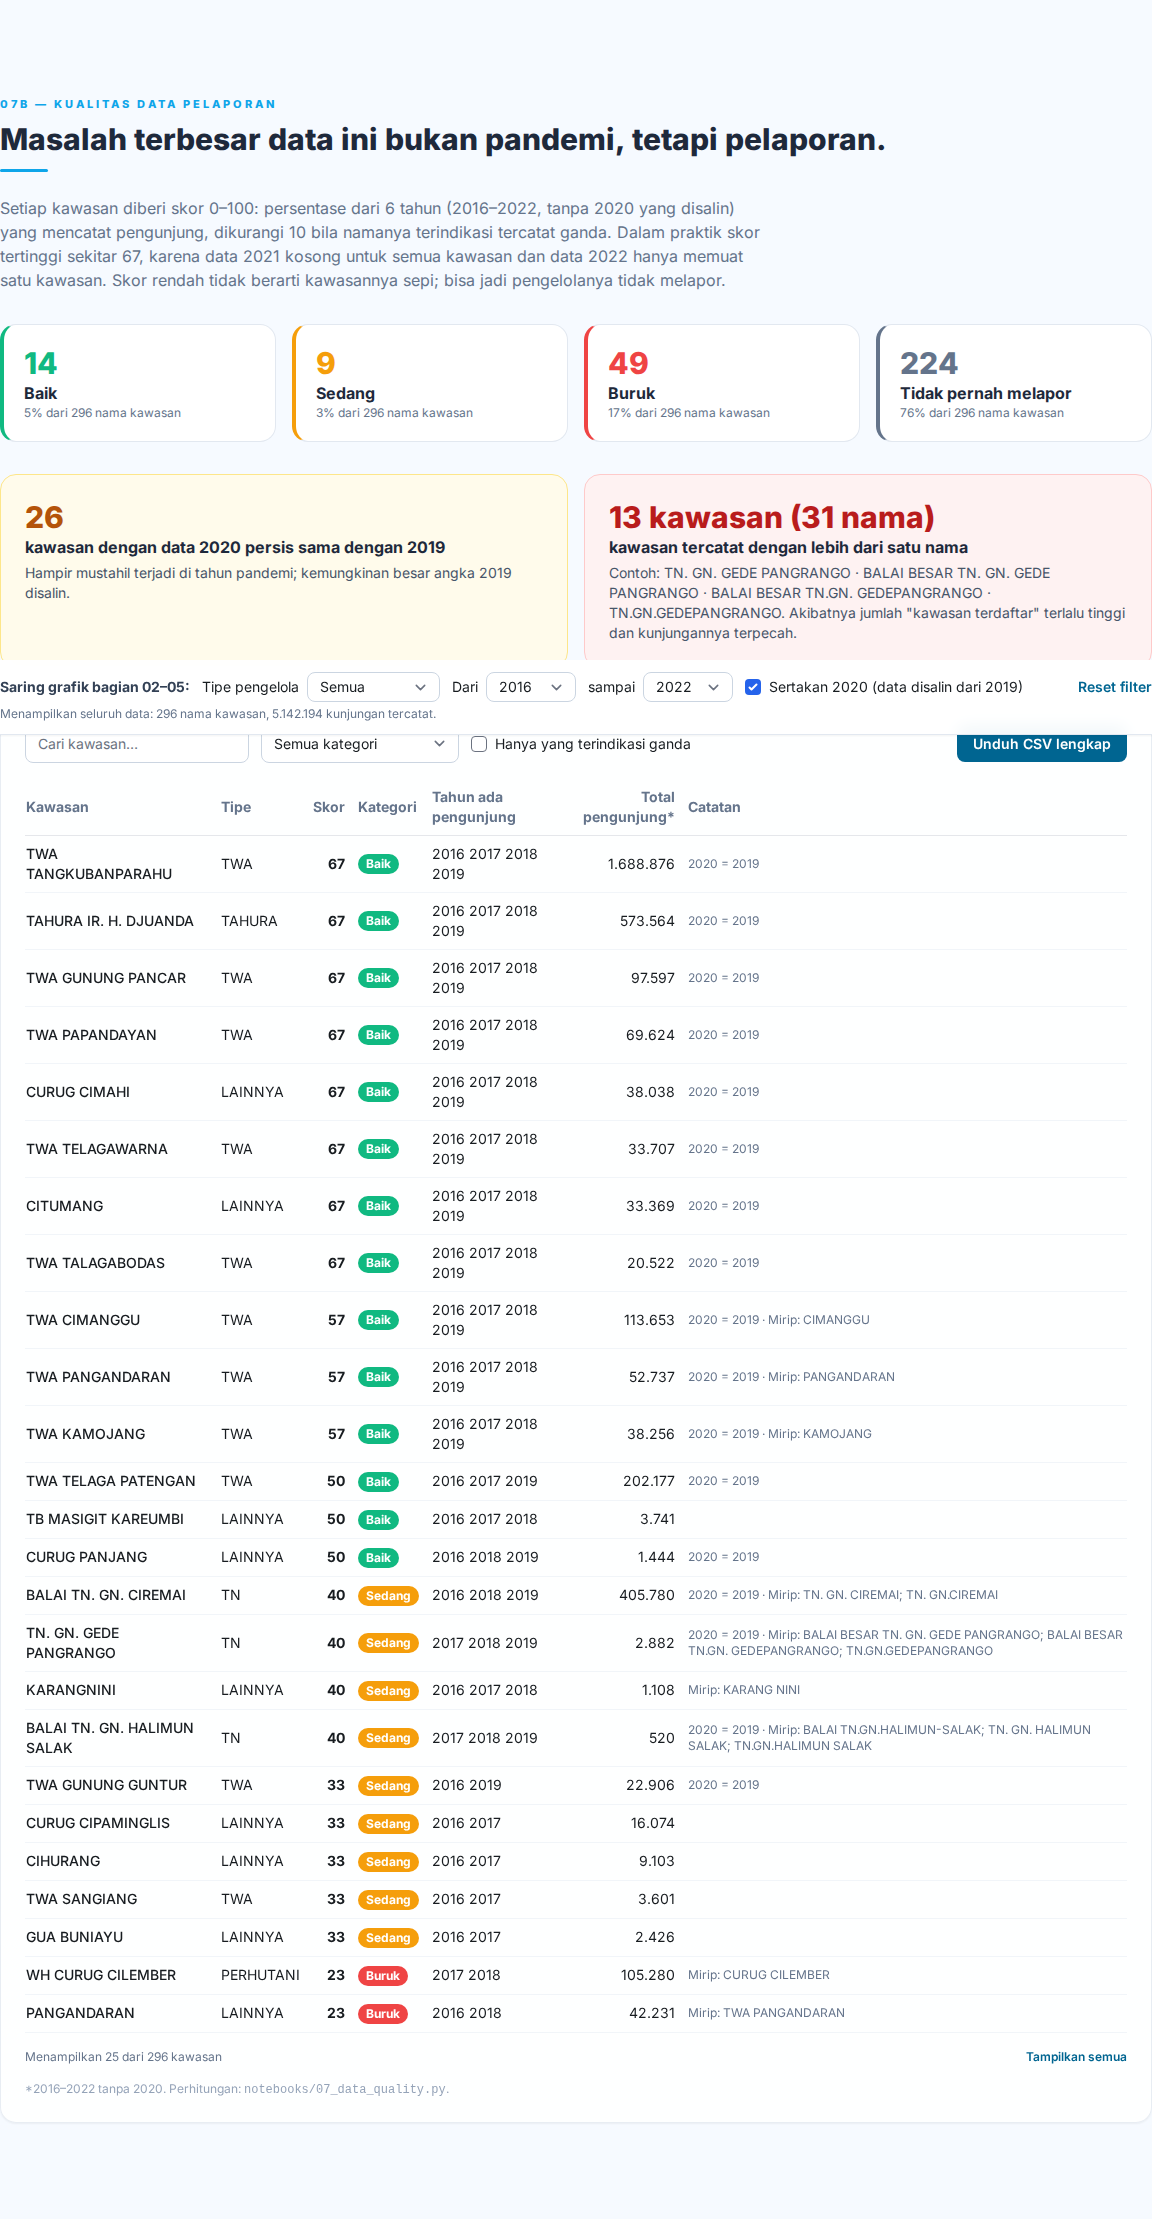 07B — KUALITAS DATA PELAPORAN
Masalah terbesar data ini bukan pandemi, tetapi pelaporan.
Setiap kawasan diberi skor 0–100: persentase dari 6 tahun (2016–2022, tanpa 2020 yang disalin)
yang mencatat pengunjung, dikurangi 10 bila namanya terindikasi tercatat ganda. Dalam praktik skor
tertinggi sekitar 67, karena data 2021 kosong untuk semua kawasan dan data 2022 hanya memuat
satu kawasan. Skor rendah tidak berarti kawasannya sepi; bisa jadi pengelolanya tidak melapor.
14
Baik
5% dari 296 nama kawasan
9
Sedang
3% dari 296 nama kawasan
49
Buruk
17% dari 296 nama kawasan
224
Tidak pernah melapor
76% dari 296 nama kawasan
26
kawasan dengan data 2020 persis sama dengan 2019
Hampir mustahil terjadi di tahun pandemi; kemungkinan besar angka 2019
disalin.
13 kawasan (31 nama)
kawasan tercatat dengan lebih dari satu nama
Contoh: TN. GN. GEDE PANGRANGO · BALAI BESAR TN. GN. GEDE
PANGRANGO · BALAI BESAR TN.GN. GEDEPANGRANGO ·
TN.GN.GEDEPANGRANGO. Akibatnya jumlah "kawasan terdaftar" terlalu tinggi
dan kunjungannya terpecah.
Saring grafik bagian 02–05: Tipe pengelola Semua Dari 2016 sampai 2022 Sertakan 2020 (data disalin dari 2019) Reset filter
Menampilkan seluruh data: 296 nama kawasan, 5.142.194 kunjungan tercatat.
Cari kawasan... Semua kategori Hanya yang terindikasi ganda Unduh CSV lengkap
Kawasan Tipe Skor Kategori Tahun ada pengunjung Total pengunjung* Catatan
TWA TANGKUBANPARAHU TWA 67 Baik 2016 2017 2018 2019 1.688.876 2020 = 2019
TAHURA IR. H. DJUANDA TAHURA 67 Baik 2016 2017 2018 2019 573.564 2020 = 2019
TWA GUNUNG PANCAR TWA 67 Baik 2016 2017 2018 2019 97.597 2020 = 2019
TWA PAPANDAYAN TWA 67 Baik 2016 2017 2018 2019 69.624 2020 = 2019
CURUG CIMAHI LAINNYA 67 Baik 2016 2017 2018 2019 38.038 2020 = 2019
TWA TELAGAWARNA TWA 67 Baik 2016 2017 2018 2019 33.707 2020 = 2019
CITUMANG LAINNYA 67 Baik 2016 2017 2018 2019 33.369 2020 = 2019
TWA TALAGABODAS TWA 67 Baik 2016 2017 2018 2019 20.522 2020 = 2019
TWA CIMANGGU TWA 57 Baik 2016 2017 2018 2019 113.653 2020 = 2019 · Mirip: CIMANGGU
TWA PANGANDARAN TWA 57 Baik 2016 2017 2018 2019 52.737 2020 = 2019 · Mirip: PANGANDARAN
TWA KAMOJANG TWA 57 Baik 2016 2017 2018 2019 38.256 2020 = 2019 · Mirip: KAMOJANG
TWA TELAGA PATENGAN TWA 50 Baik 2016 2017 2019 202.177 2020 = 2019
TB MASIGIT KAREUMBI LAINNYA 50 Baik 2016 2017 2018 3.741
CURUG PANJANG LAINNYA 50 Baik 2016 2018 2019 1.444 2020 = 2019
BALAI TN. GN. CIREMAI TN 40 Sedang 2016 2018 2019 405.780 2020 = 2019 · Mirip: TN. GN. CIREMAI; TN. GN.CIREMAI
TN. GN. GEDE PANGRANGO TN 40 Sedang 2017 2018 2019 2.882 2020 = 2019 · Mirip: BALAI BESAR TN. GN. GEDE PANGRANGO; BALAI BESAR TN.GN. GEDEPANGRANGO; TN.GN.GEDEPANGRANGO
KARANGNINI LAINNYA 40 Sedang 2016 2017 2018 1.108 Mirip: KARANG NINI
BALAI TN. GN. HALIMUN SALAK TN 40 Sedang 2017 2018 2019 520 2020 = 2019 · Mirip: BALAI TN.GN.HALIMUN-SALAK; TN. GN. HALIMUN SALAK; TN.GN.HALIMUN SALAK
TWA GUNUNG GUNTUR TWA 33 Sedang 2016 2019 22.906 2020 = 2019
CURUG CIPAMINGLIS LAINNYA 33 Sedang 2016 2017 16.074
CIHURANG LAINNYA 33 Sedang 2016 2017 9.103
TWA SANGIANG TWA 33 Sedang 2016 2017 3.601
GUA BUNIAYU LAINNYA 33 Sedang 2016 2017 2.426
WH CURUG CILEMBER PERHUTANI 23 Buruk 2017 2018 105.280 Mirip: CURUG CILEMBER
PANGANDARAN LAINNYA 23 Buruk 2016 2018 42.231 Mirip: TWA PANGANDARAN
Menampilkan 25 dari 296 kawasan Tampilkan semua
*2016–2022 tanpa 2020. Perhitungan: notebooks/07_data_quality.py.